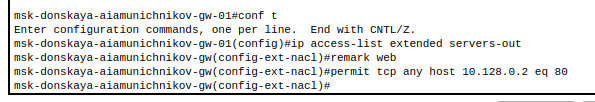 msk-donskaya-aiamunichnikov-gw-01#conf t
Enter configuration commands, one per line.  End with CNTL/Z.
msk-donskaya-aiamunichnikov-gw-01(config)#ip access-list extended servers-out
msk-donskaya-aiamunichnikov-gw(config-ext-nacl)#remark web
msk-donskaya-aiamunichnikov-gw(config-ext-nacl)#permit tcp any host 10.128.0.2 eq 80
msk-donskaya-aiamunichnikov-gw(config-ext-nacl)#